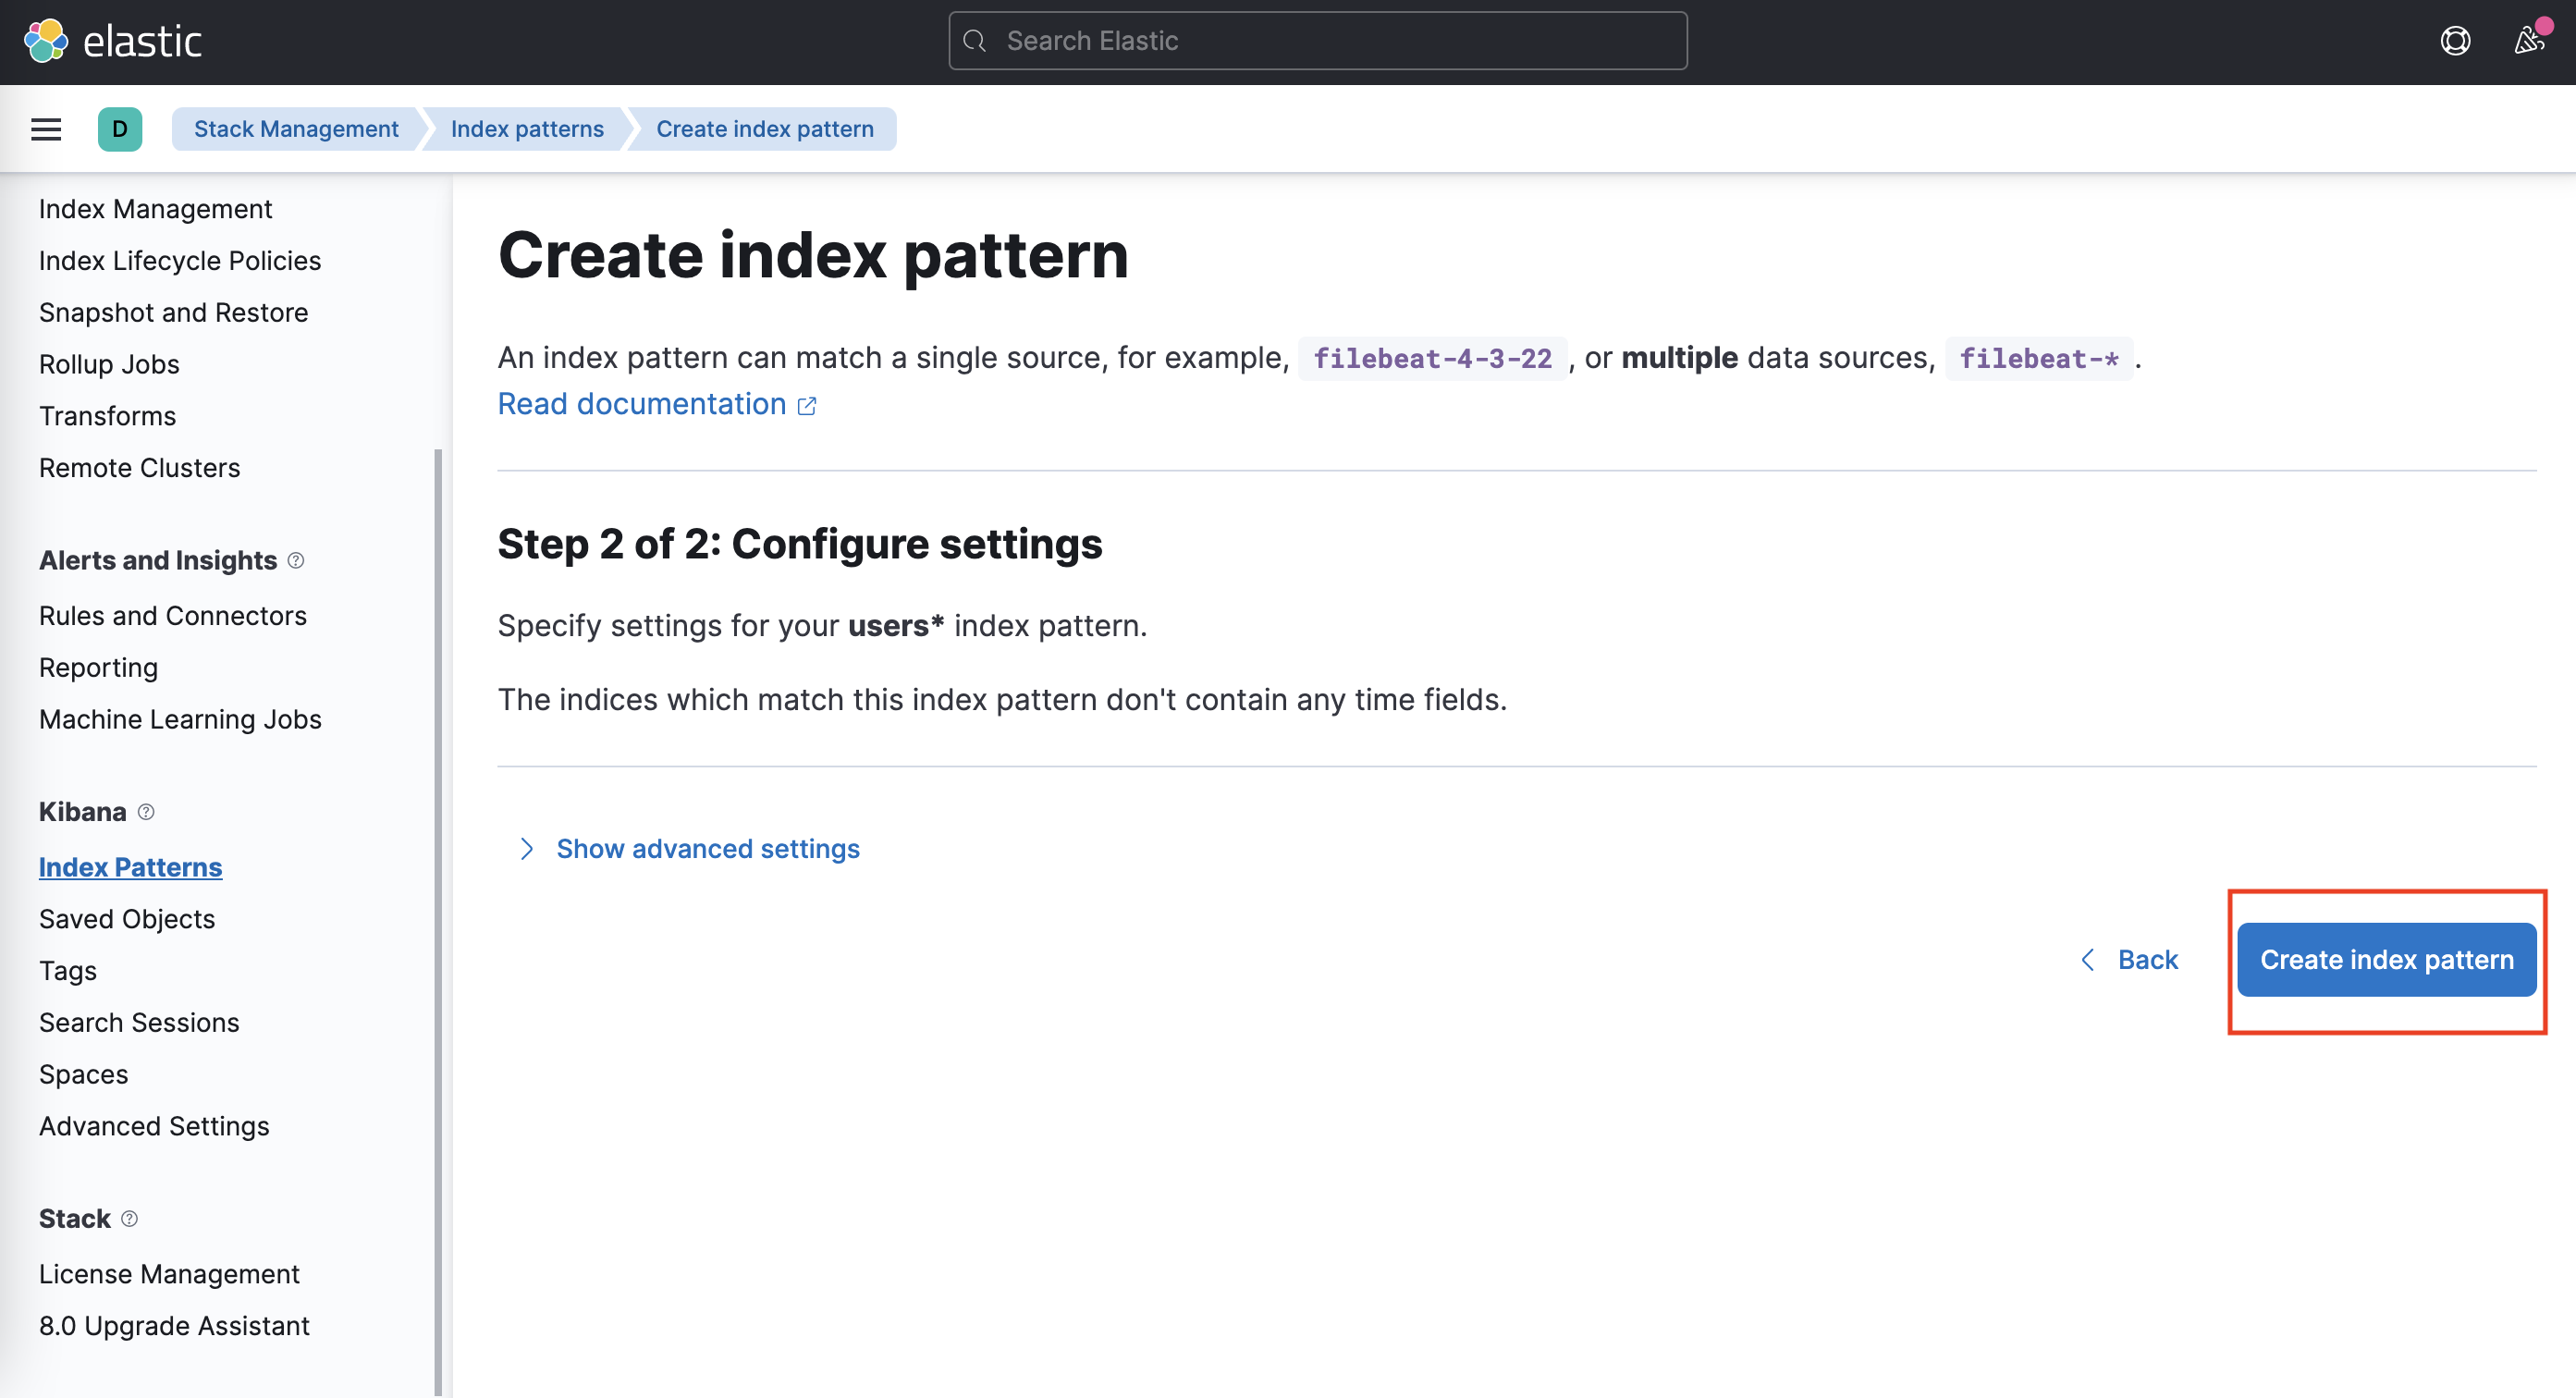 elastic
Search Elastic
D
Stack Management
Index patterns
Create index pattern
Index Management
Index Lifecycle Policies
Snapshot and Restore
Rollup Jobs
Transforms
Remote Clusters
Alerts and Insights
Rules and Connectors
Reporting
Machine Learning Jobs
Kibana
Index Patterns
Saved Objects
Tags
Search Sessions
Spaces
Advanced Settings
Stack
License Management
8.0 Upgrade Assistant
Create index pattern
An index pattern can match a single source, for example, filebeat-4-3-22, or multiple data sources, filebeat-*.
Read documentation
Step 2 of 2: Configure settings
Specify settings for your users* index pattern.
The indices which match this index pattern don't contain any time fields.
Show advanced settings
Back
Create index pattern